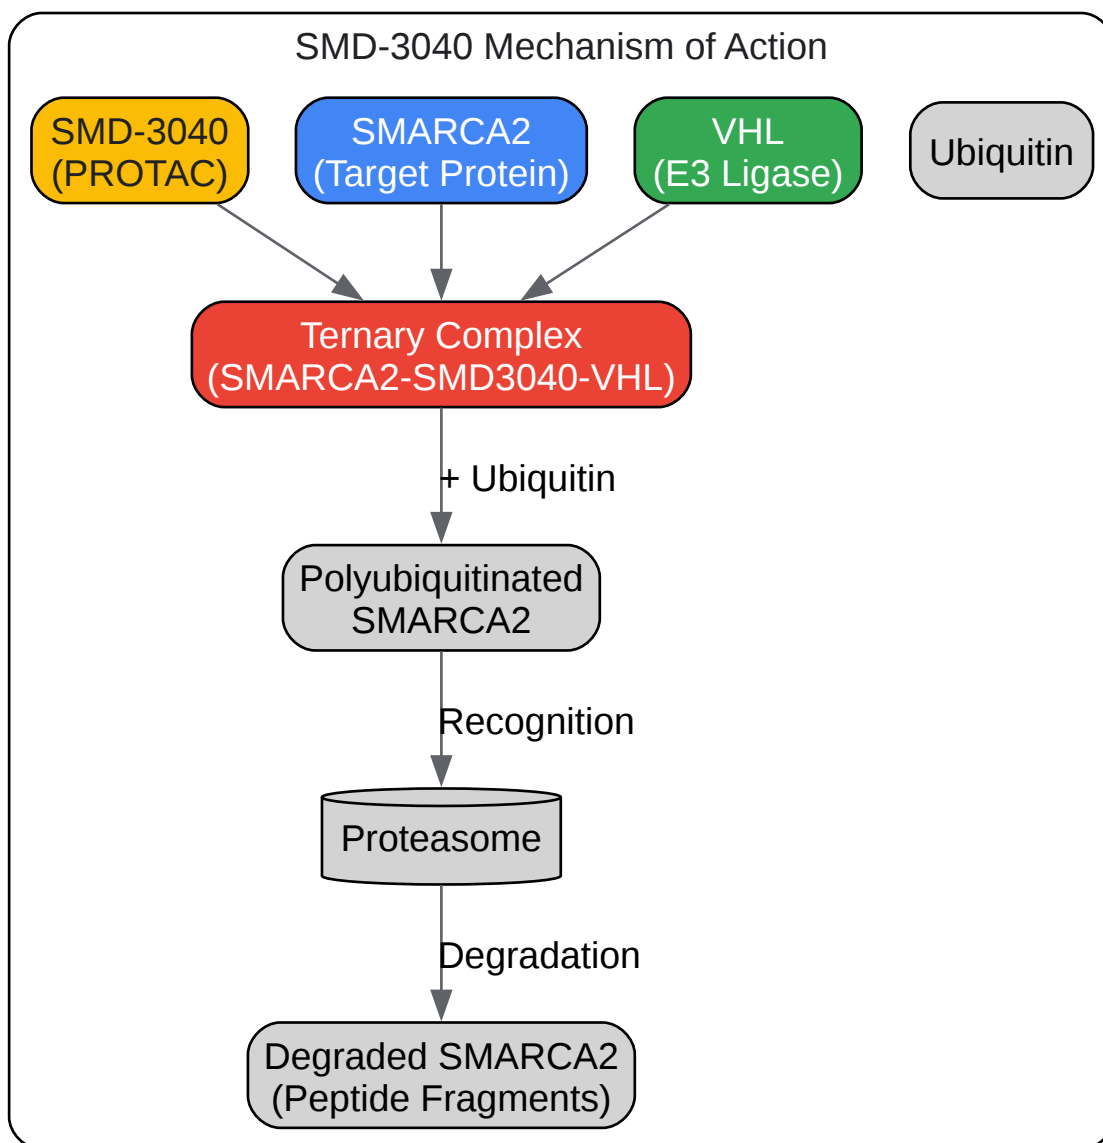 SMD-3040 Mechanism of Action
SMD-3040
(PROTAC)
SMARCA2
(Target Protein)
VHL
(E3 Ligase)
Ubiquitin
Ternary Complex
(SMARCA2-SMD3040-VHL)
+ Ubiquitin
Polyubiquitinated
SMARCA2
Recognition
Proteasome
Degradation
Degraded SMARCA2
(Peptide Fragments)